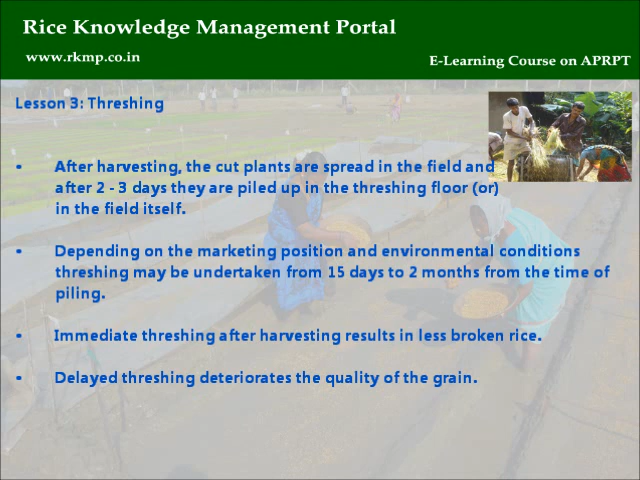 Rice Knowledge Management Portal
www.rkmp.co.in
E-Learning Course on APRPT
Lesson 3: Threshing
• After harvesting, the cut plants are spread in the field and
after 2 - 3 days they are piled up in the threshing floor (or)
in the field itself.
• Depending on the marketing position and environmental conditions
threshing may be undertaken from 15 days to 2 months from the time of
piling.
• Immediate threshing after harvesting results in less broken rice.
• Delayed threshing deteriorates the quality of the grain.